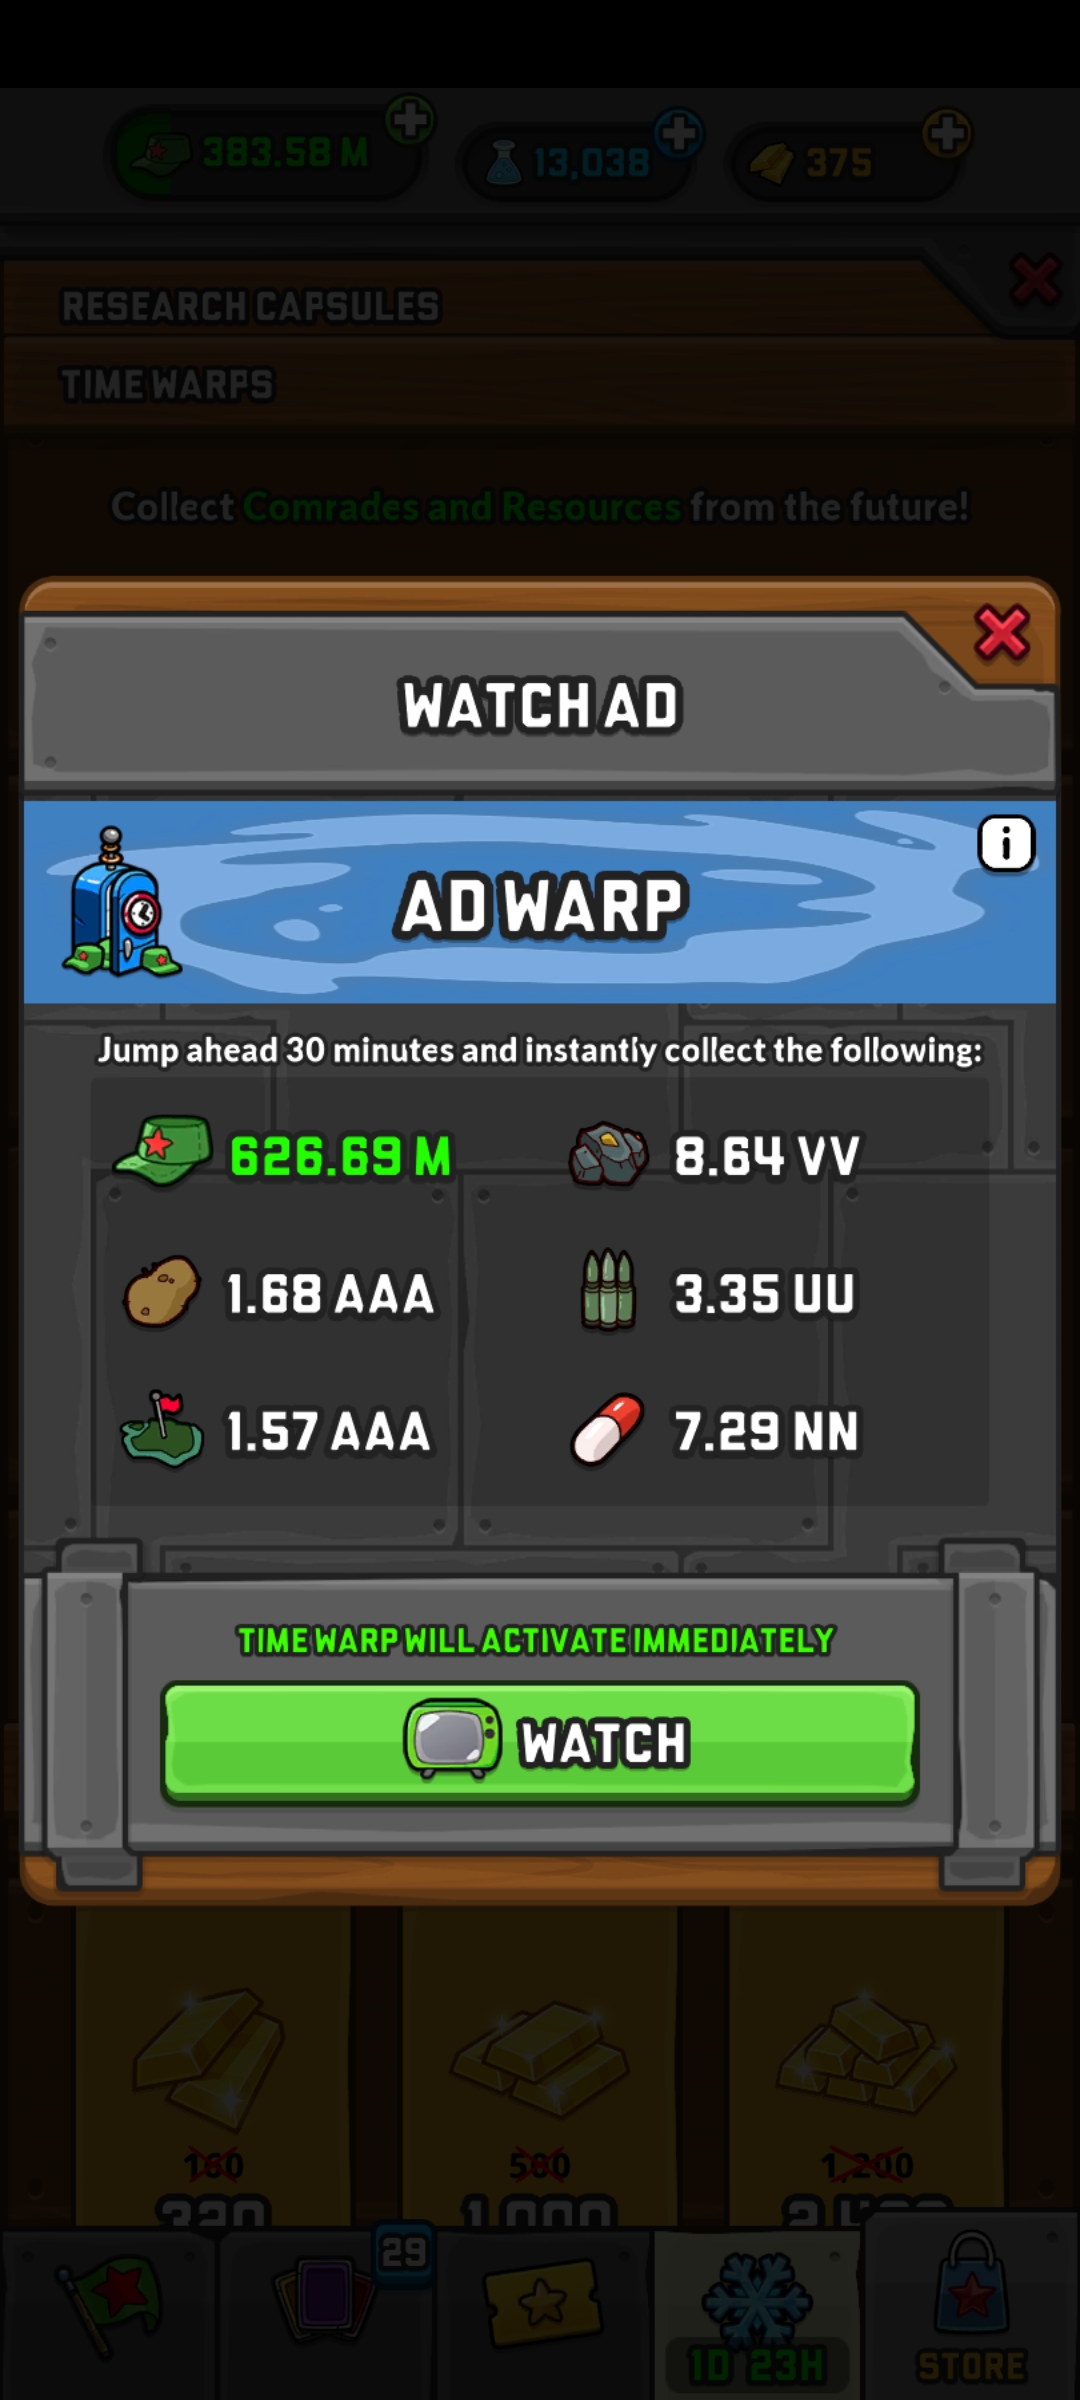 383.58 M
13,038
375
RESEARCH CAPSULES
TIME WARPS
Collect Comrades and Resources from the future!
WATCH AD
AD WARP
i
Jump ahead 30 minutes and instantly collect the following:
626.69 M
8.64 VV
1.68 AAA
3.35 UU
1.57 AAA
7.29 NN
TIME WARP WILL ACTIVATE IMMEDIATELY
WATCH
160
500
1,200
320
1,000
29
1D 23H
STORE